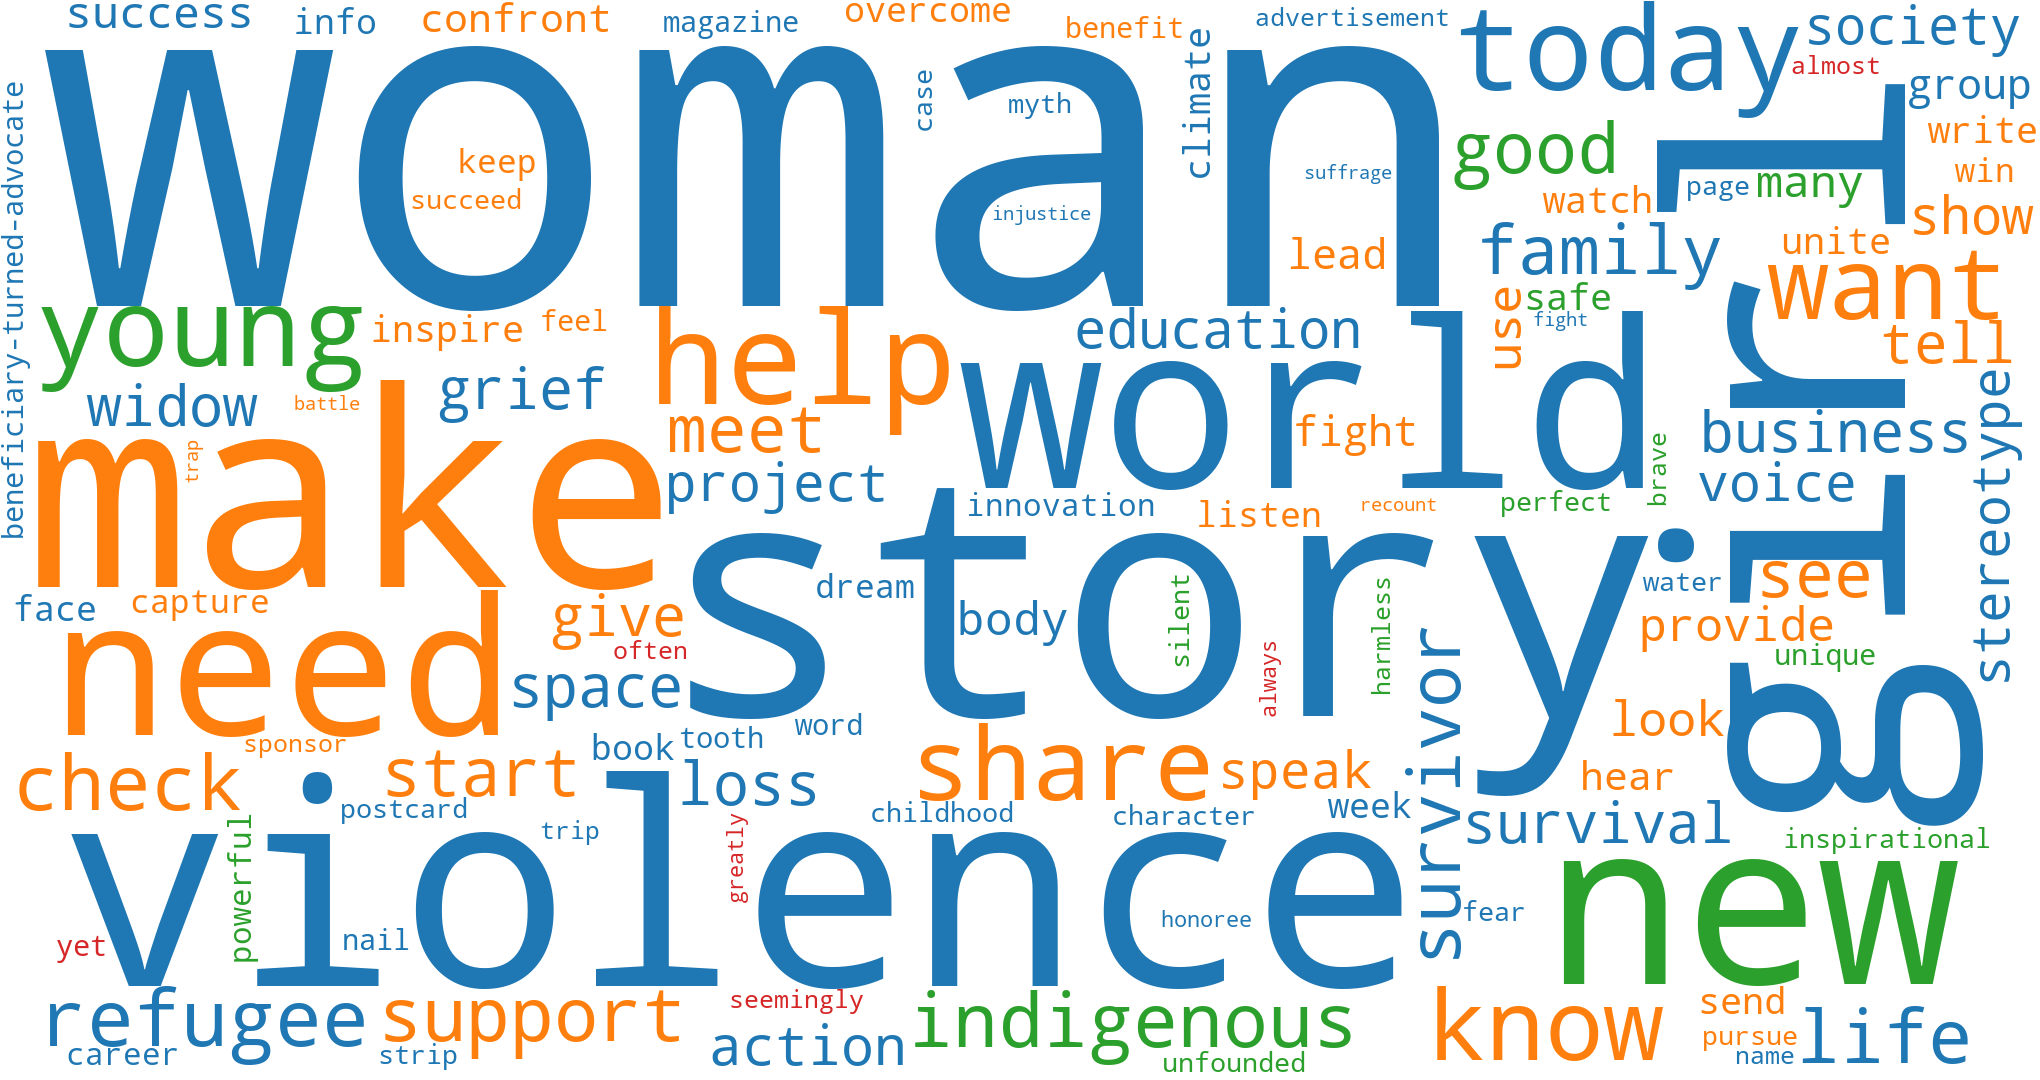 success
info
confront
magazine
overcome
benefit
advertisement
today
society
almost
woman
case
myth
climate
group
write
win
keep
succeed
suffrage
injustice
good
watch
page
many
show
beneficiary-turned-advocate
lead
family
unite
want
use
safe
fight
tell
young
inspire
feel
help
education
world
girl
widow
battle
grief
meet
fight
business
stereotype
make
trap
project
innovation
listen
recount
perfect
brave
voice
story
face
capture
give
dream
body
silent
always
harmless
water
see
provide
unique
need
often
space
survivor
look
sponsor
book
tooth
word
check
start
loss
share
speak
hear
postcard
trip
childhood
character
week
survival
inspirational
violence
powerful
greatly
honoree
fear
new
yet
nail
refugee
support
seemingly
indigenous
know
send
pursue
life
career
strip
action
unfounded
name